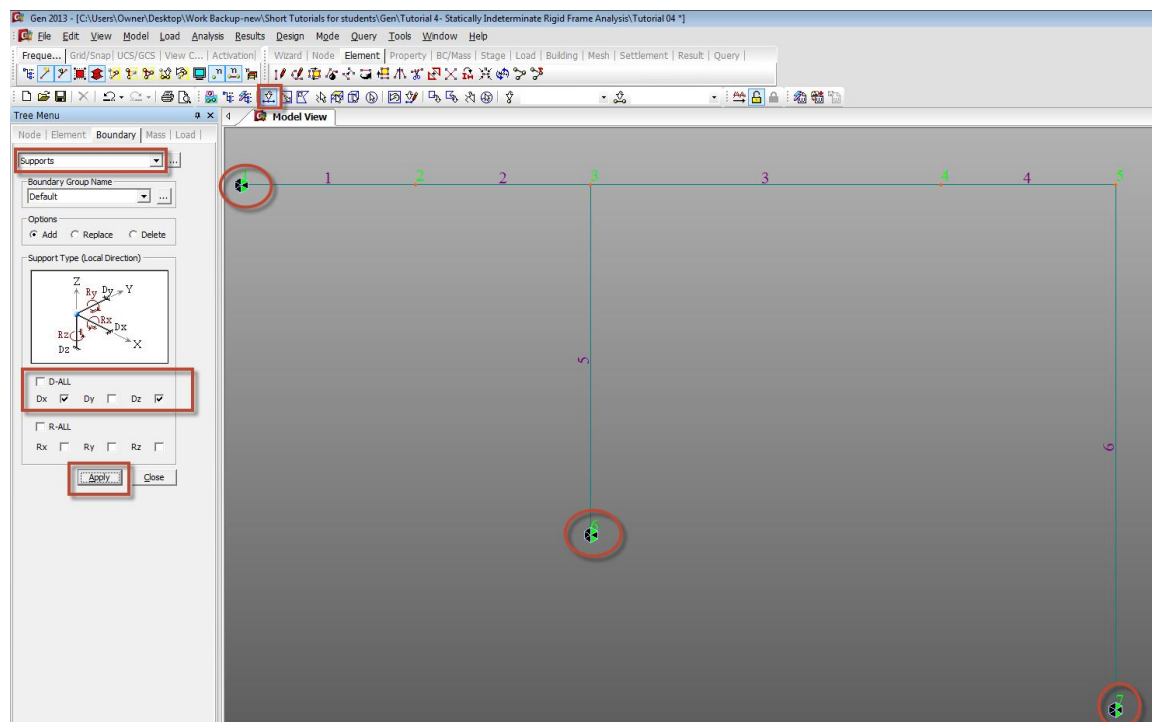 Gen 2013 - [C:\Users\Owner\Desktop\Work Backup-new\Short Tutorials for students\Gen\Tutorial 4- Statically Indeterminate Rigid Frame Analysis\Tutorial 04 *]
File Edit View Model Load Analysis Results Design Mode Query Tools Window Help
Freque... | Grid/Snap | UCS/GCS | View C... | Activation | Wizard | Node | Element | Property | BC/Mass | Stage | Load | Building | Mesh | Settlement | Result | Query |
Tree Menu
Model View
Node | Element Boundary | Mass | Load |
Supports ...
Boundary Group Name
Default ...
Options
Add Replace Delete
Support Type (Local Direction)
Z
Ry Dy Y
Rx Dx
Rz
Dz X
D-ALL
Dx Dy Dz
R-ALL
Rx Ry Rz
Apply Close
1 1 2 2 3 3 4 4 5
5
6
6
7